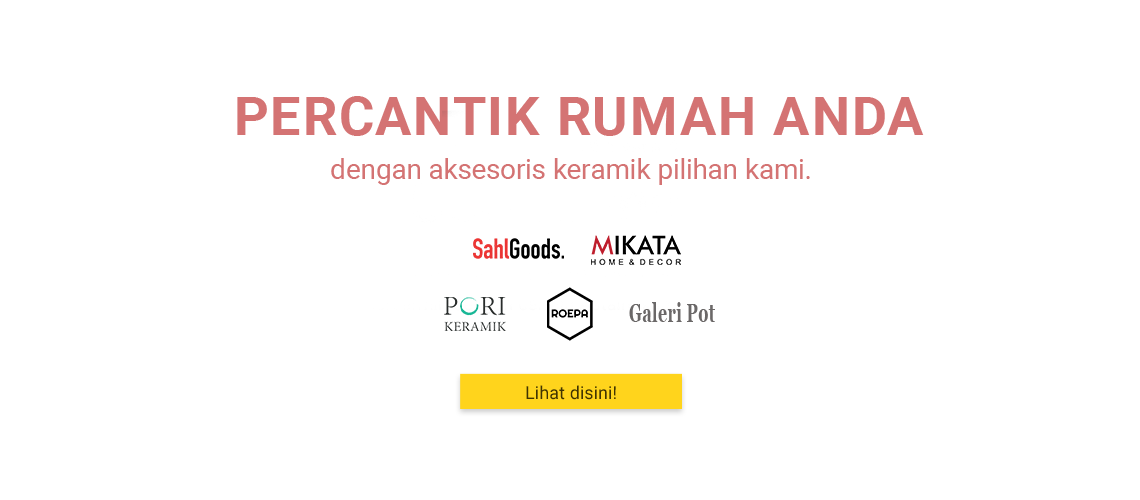 PERCANTIK RUMAH ANDA
dengan aksesoris keramik pilihan kami.
SahlGoods.
MIKATA
HOME & DECOR
PORI
KERAMIK
ROEPA
Galeri Pot
Lihat disini!